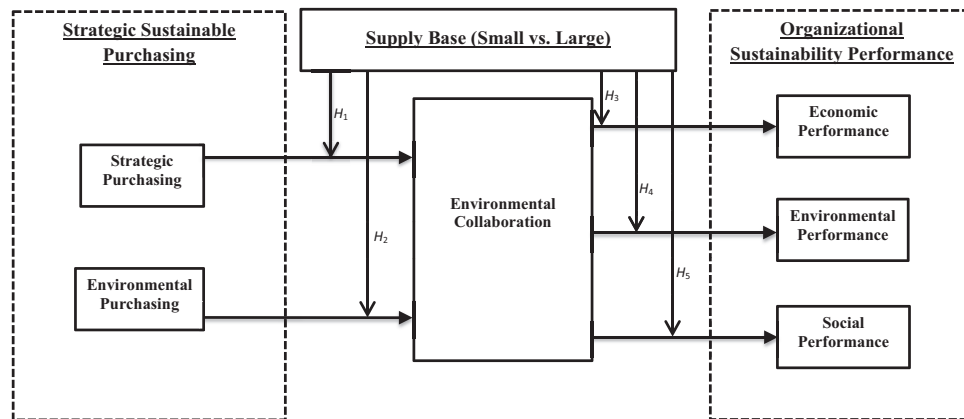 Strategic Sustainable
Purchasing
Strategic
Purchasing
Environmental
Purchasing
Supply Base (Small vs. Large)
H1
H2
Environmental
Collaboration
H3
H4
H5
Organizational
Sustainability Performance
Economic
Performance
Environmental
Performance
Social
Performance